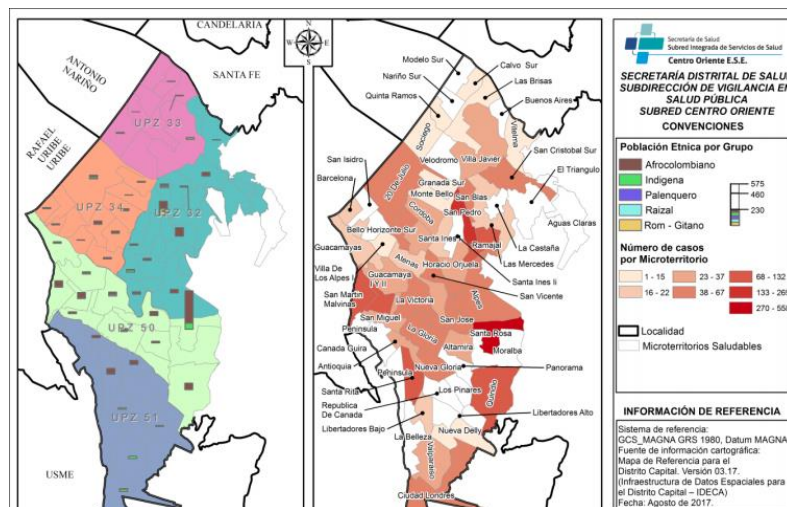 CANDELARIA
ANTONIO
NARIÑO
SANTA FE
RAFAEL
URIBE
URIBE
UPZ 33
UPZ 34
UPZ 32
UPZ 50
UPZ 51
USME
N
W E
S
Modelo Sur
Calvo Sur
Nariño Sur
Las Brisas
Quinta Ramos
Buenos Aires
Sociego
Vitelma
Velodromo
Villa Javier
San Cristobal Sur
San Isidro
El Triangulo
Barcelona
20 De Julio
Granada Sur
Monte Bello
San Blas
San Pedro
Cordoba
Aguas Claras
Bello Horizonte Sur
Santa Ines
Ramajal
La Castaña
Guacamayas
Las Mercedes
Atenas
Horacio Orjuela
Santa Ines Ii
Villa De
Los Alpes I
Guacamaya
I Y II
San Vicente
San Martin
Malvinas
La Victoria
Alpes
San Miguel
San Jose
Peninsula
La Gloria
Santa Rosa
Canada Guira
Altamira
Moralba
Antioquia
Nueva Gloria
Panorama
Peninsula
Santa Rita
Los Pinares
Quindio
Republica
De Canada
Libertadores Alto
Libertadores Bajo
Nueva Delly
La Belleza
Valparaiso
Ciudad Londres
Secretaría de Salud
Subred Integrada de Servicios de Salud
Centro Oriente E.S.E.
SECRETARÍA DISTRITAL DE SALU
SUBDIRECCIÓN DE VIGILANCIA EN
SALUD PÚBLICA
SUBRED CENTRO ORIENTE
CONVENCIONES
Población Etnica por Grupo
Afrocolombiano
Indigena
Palenquero
Raizal
Rom - Gitano
575
460
230
Número de casos
por Microterritorio
1 - 15
23 - 37
68 - 132
16 - 22
38 - 67
133 - 269
270 - 558
Localidad
Microterritorios Saludables
INFORMACIÓN DE REFERENCIA
Sistema de referencia:
GCS_MAGNA GRS 1980, Datum MAGNA
Fuente de información cartográfica:
Mapa de Referencia para el
Distrito Capital. Versión 03.17.
(Infraestructura de Datos Espaciales para
el Distrito Capital – IDECA)
Fecha: Agosto de 2017.